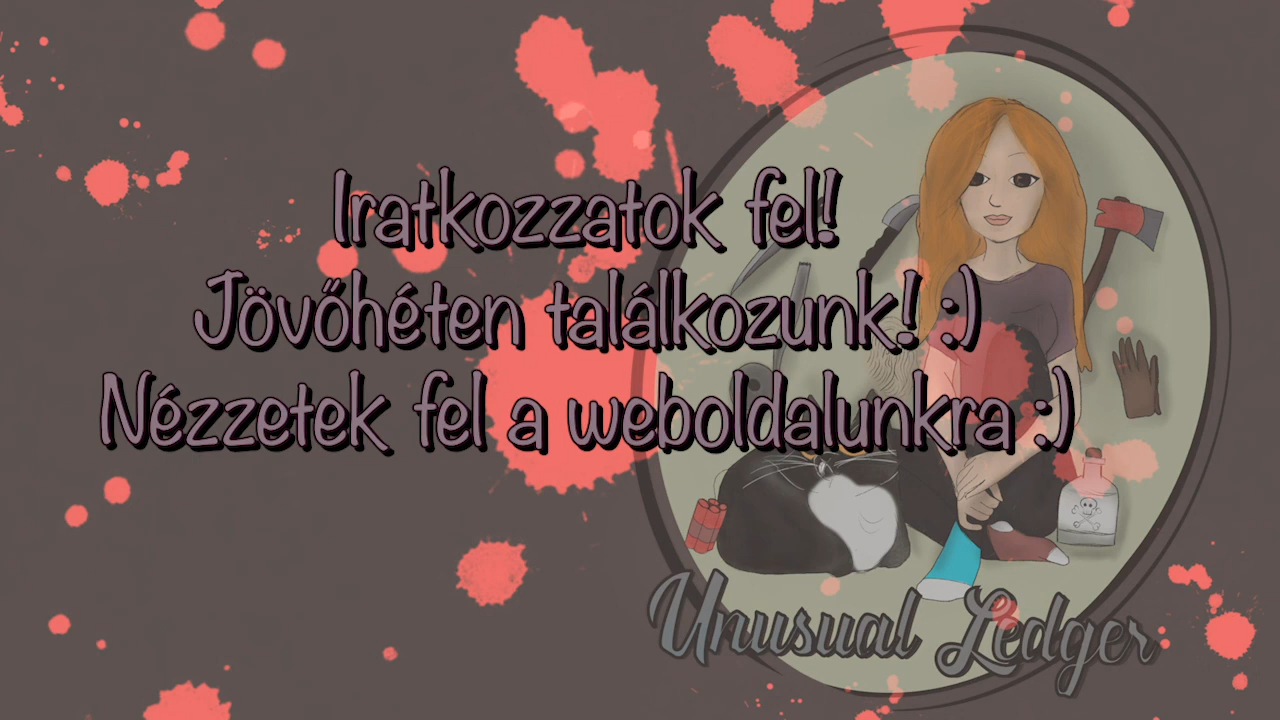 Iratkozzatok fel!
Jövőhéten találkozunk! :)
Nézzetek fel a weboldalunkra :)
Unusual Ledger